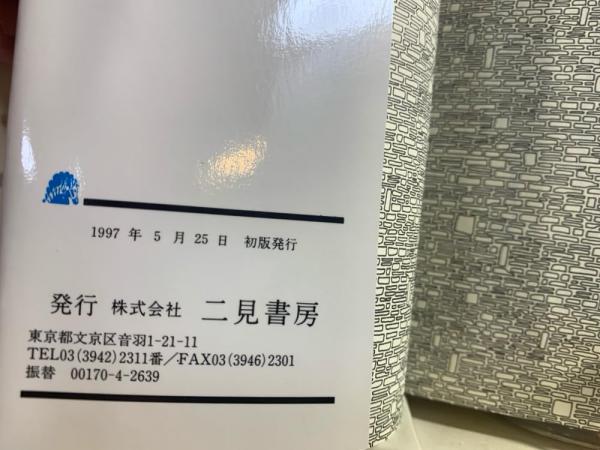 1997 年 5 月 25 日 初版発行
発行 株式会社 二見書房
東京都文京区音羽1-21-11
TEL03(3942)2311番/FAX03(3946)2301
振替 00170-4-2639